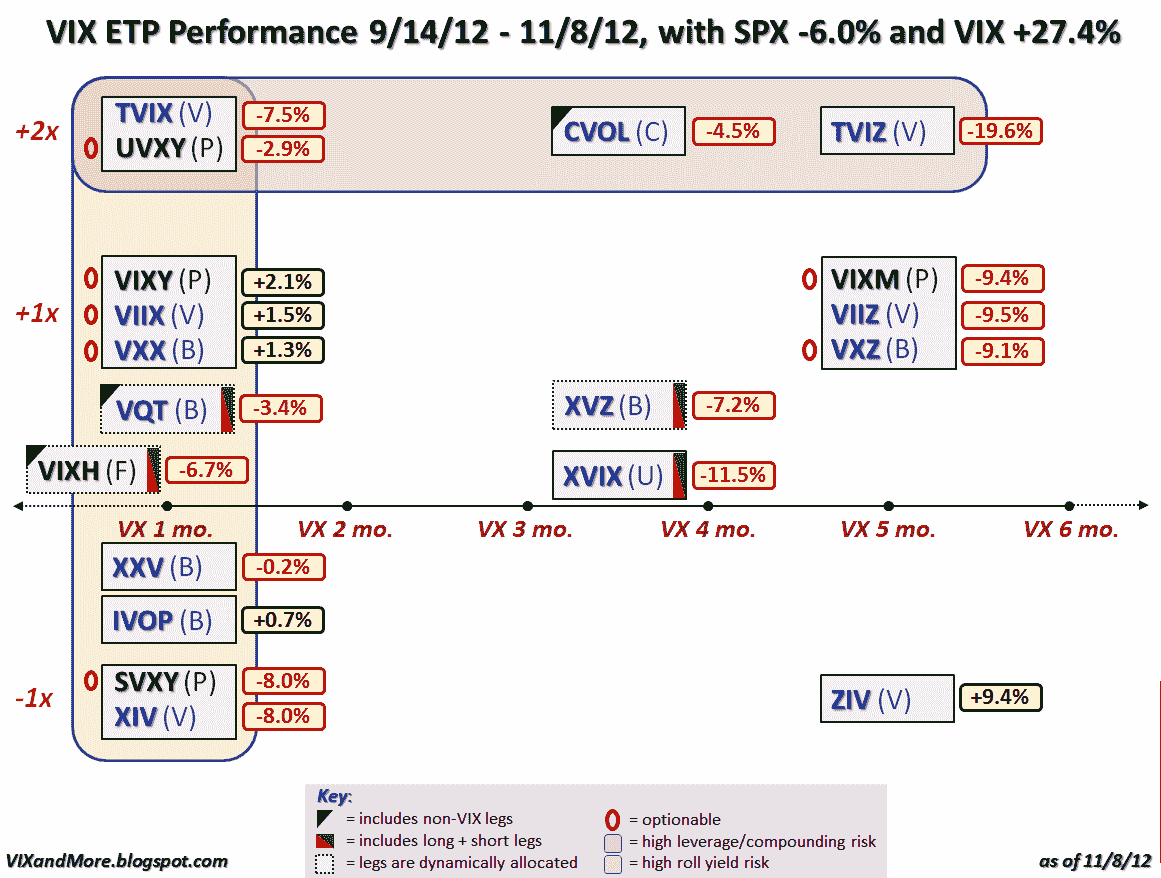 VIX ETP Performance 9/14/12 - 11/8/12, with SPX -6.0% and VIX +27.4%
+2x
TVIX (V) -7.5%
UVXY (P) -2.9%
CVOL (C) -4.5%
TVIZ (V) -19.6%
+1x
VIXY (P) +2.1%
VIIX (V) +1.5%
VXX (B) +1.3%
VIXM (P) -9.4%
VIIZ (V) -9.5%
VXZ (B) -9.1%
VQT (B) -3.4%
XVZ (B) -7.2%
VIXH (F) -6.7%
XVIX (U) -11.5%
VX 1 mo. VX 2 mo. VX 3 mo. VX 4 mo. VX 5 mo. VX 6 mo.
XXV (B) -0.2%
IVOP (B) +0.7%
-1x
SVXY (P) -8.0%
XIV (V) -8.0%
ZIV (V) +9.4%
Key:
= includes non-VIX legs
= includes long + short legs
= legs are dynamically allocated
= optionable
= high leverage/compounding risk
= high roll yield risk
VIXandMore.blogspot.com
as of 11/8/12